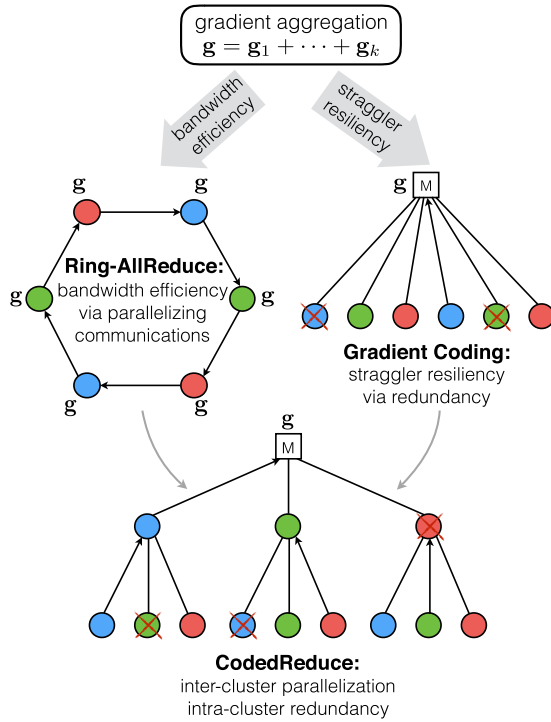 gradient aggregation
g = g₁ + ⋯ + gₖ
bandwidth
efficiency
straggler
resiliency
g
g
g
M
g
g
Ring-AllReduce:
bandwidth efficiency
via parallelizing
communications
g
g
Gradient Coding:
straggler resiliency
via redundancy
g
M
CodedReduce:
inter-cluster parallelization
intra-cluster redundancy